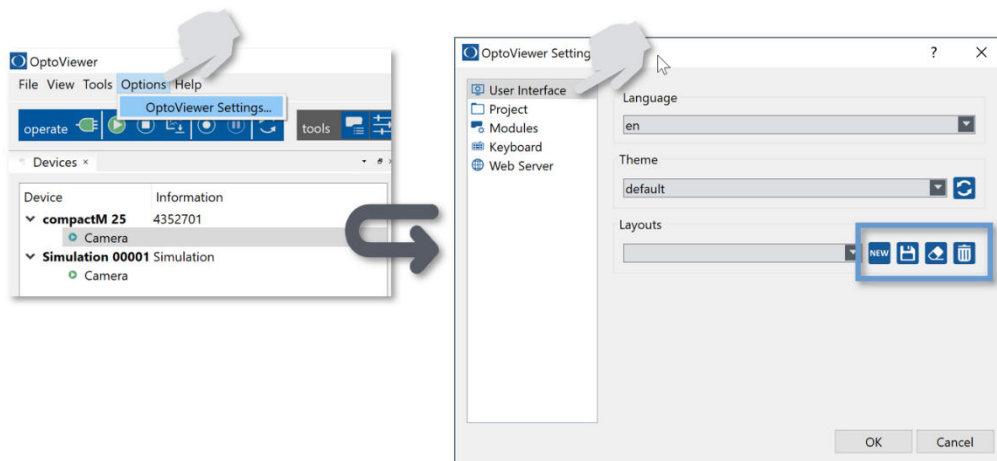 OptoViewer
File View Tools Options Help
OptoViewer Settings...
operate
tools
Devices ×
Device Information
compactM 25 4352701
Camera
Simulation 00001 Simulation
Camera
OptoViewer Setting
User Interface
Project
Modules
Keyboard
Web Server
Language
en
Theme
default
Layouts
NEW
OK Cancel